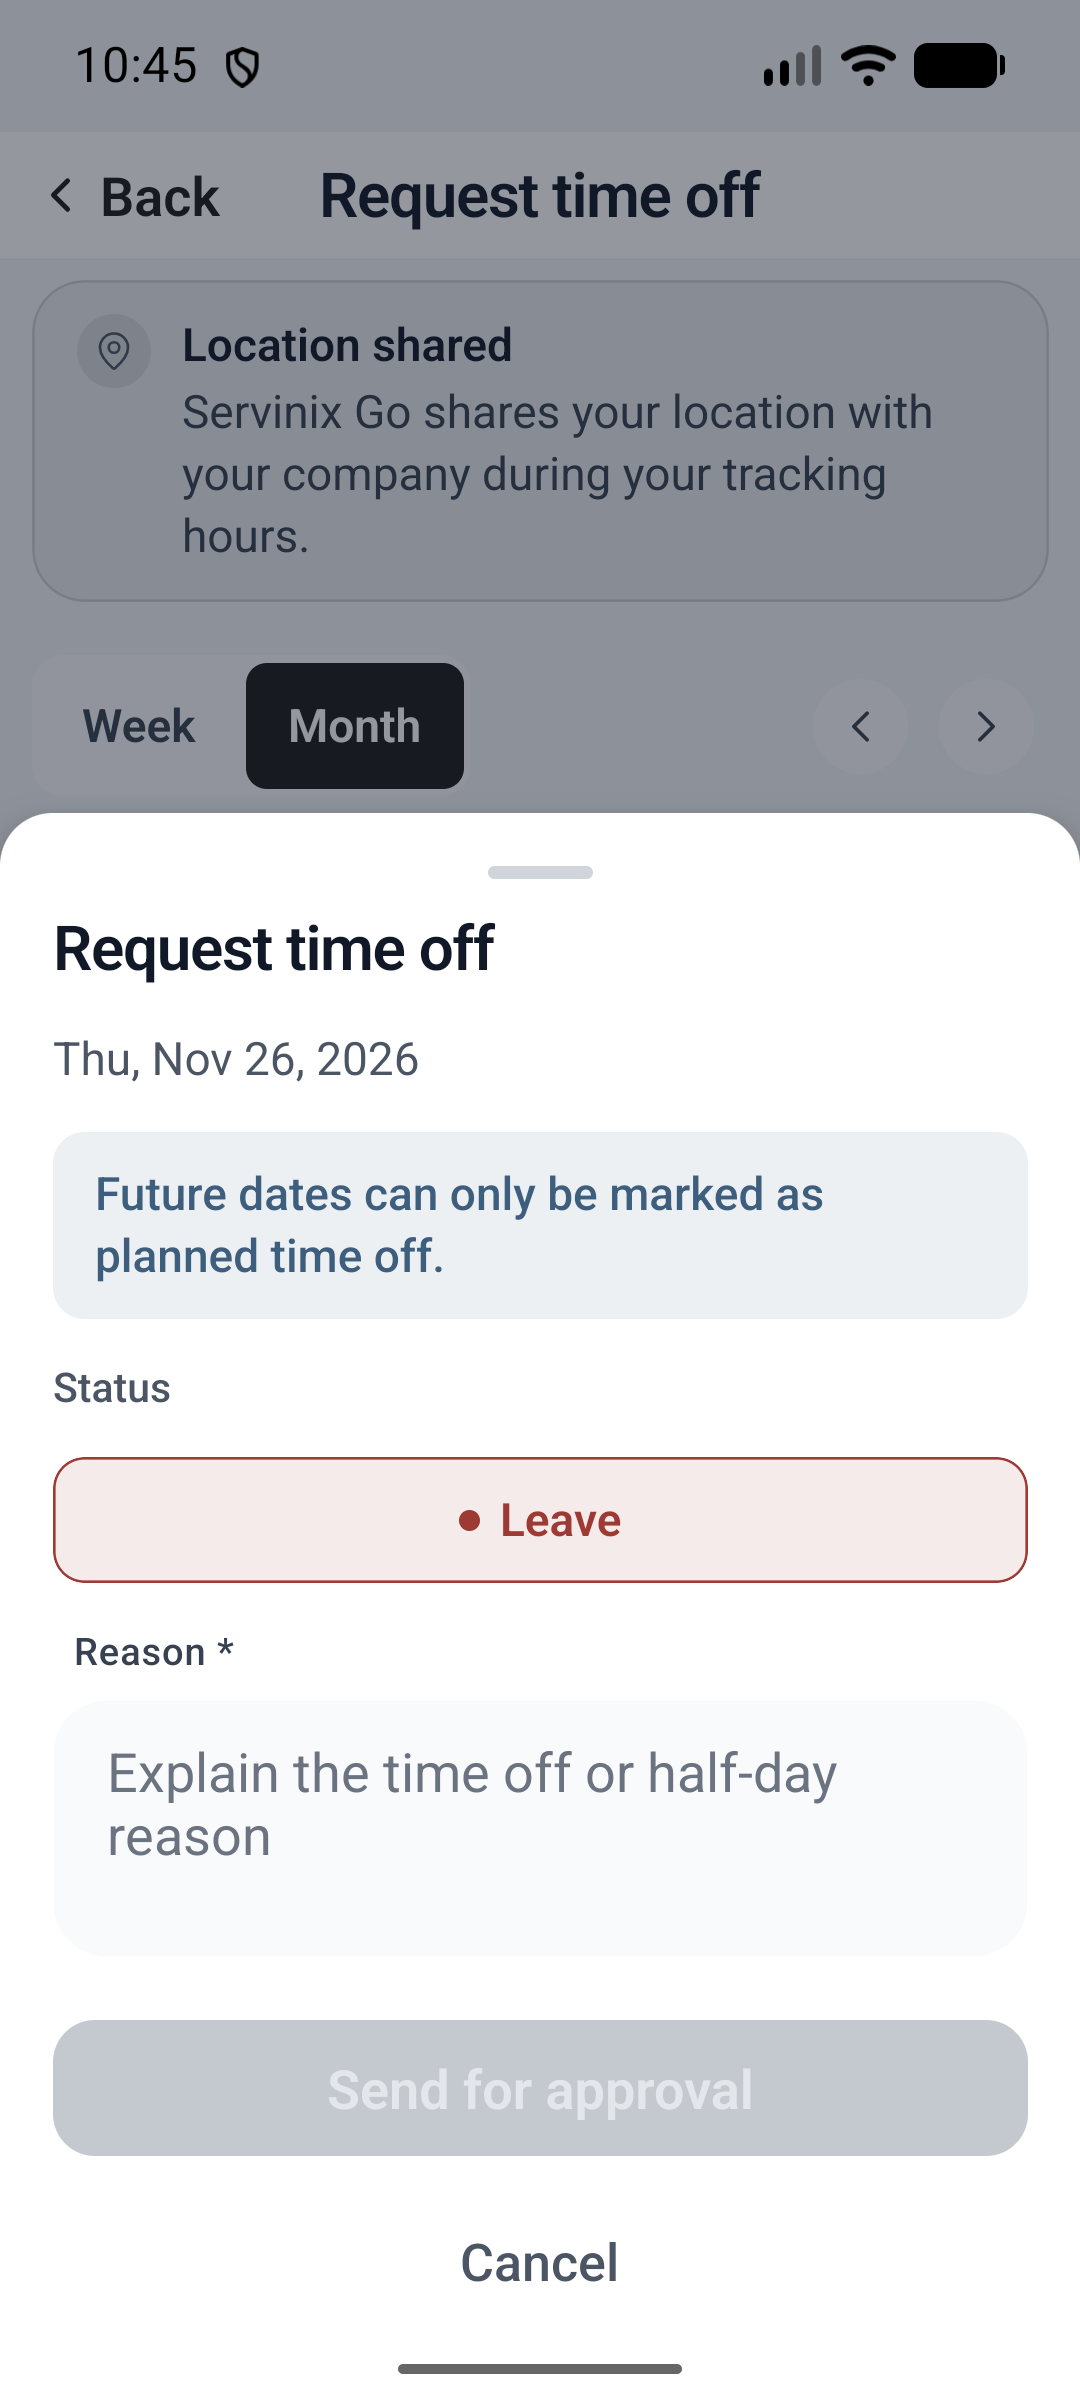 10:45
Back
Request time off
Location shared
Servinix Go shares your location with
your company during your tracking
hours.
Week
Month
Request time off
Thu, Nov 26, 2026
Future dates can only be marked as
planned time off.
Status
Leave
Reason *
Explain the time off or half-day
reason
Send for approval
Cancel